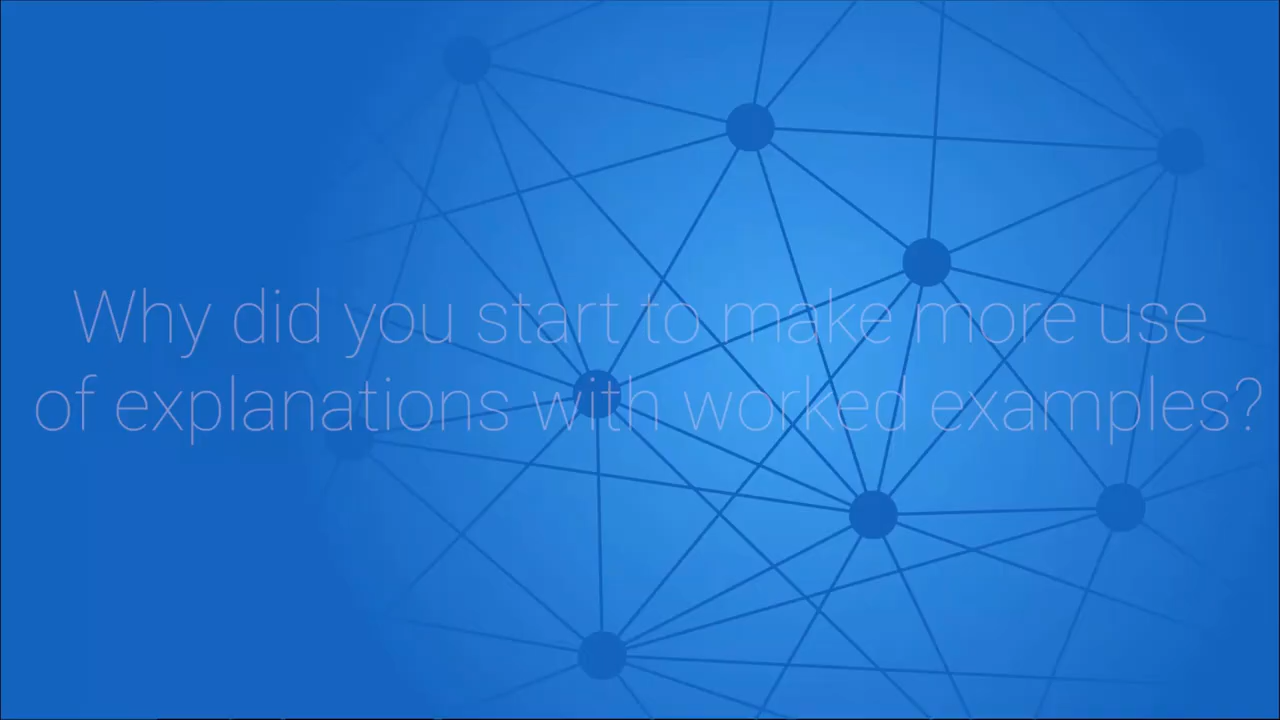 Why did you start to make more use
of explanations with worked examples?